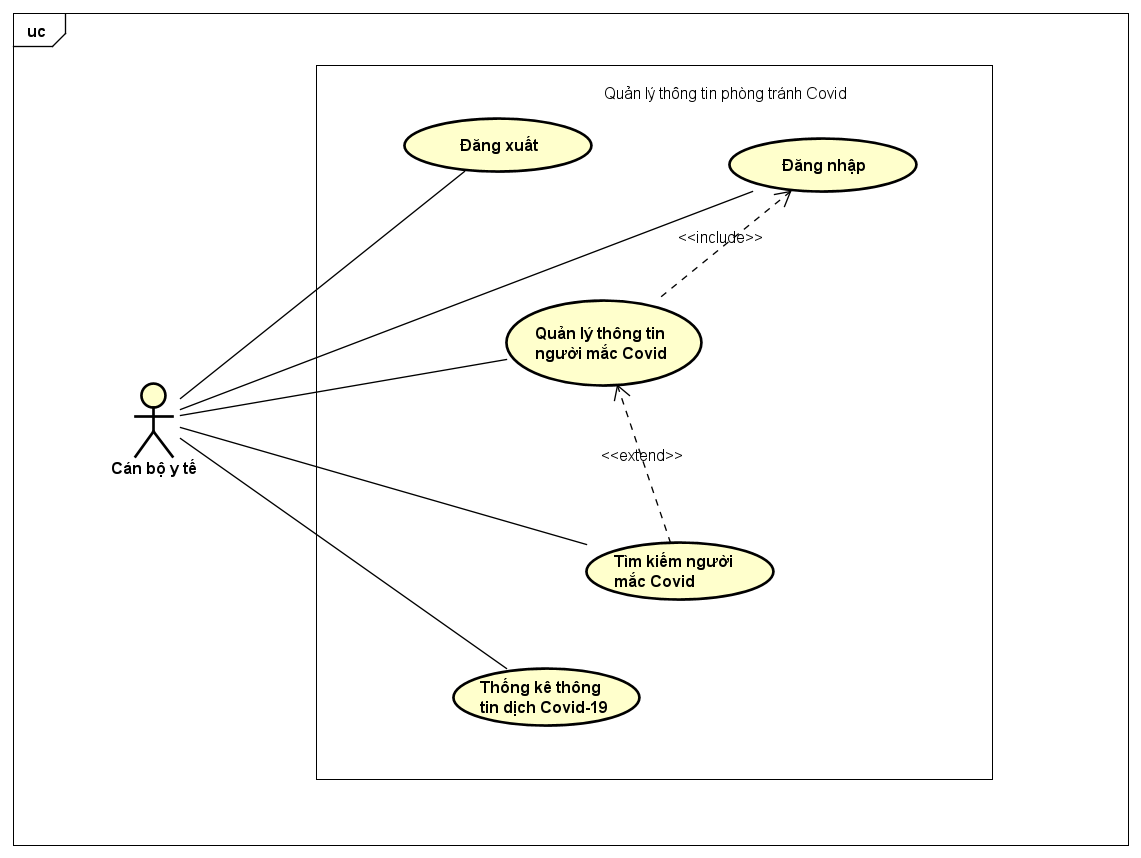 uc
Quản lý thông tin phòng tránh Covid
Đăng xuất
Đăng nhập
<<include>>
Quản lý thông tin
người mắc Covid
Cán bộ y tế
<<extend>>
Tìm kiếm người
mắc Covid
Thống kê thông
tin dịch Covid-19